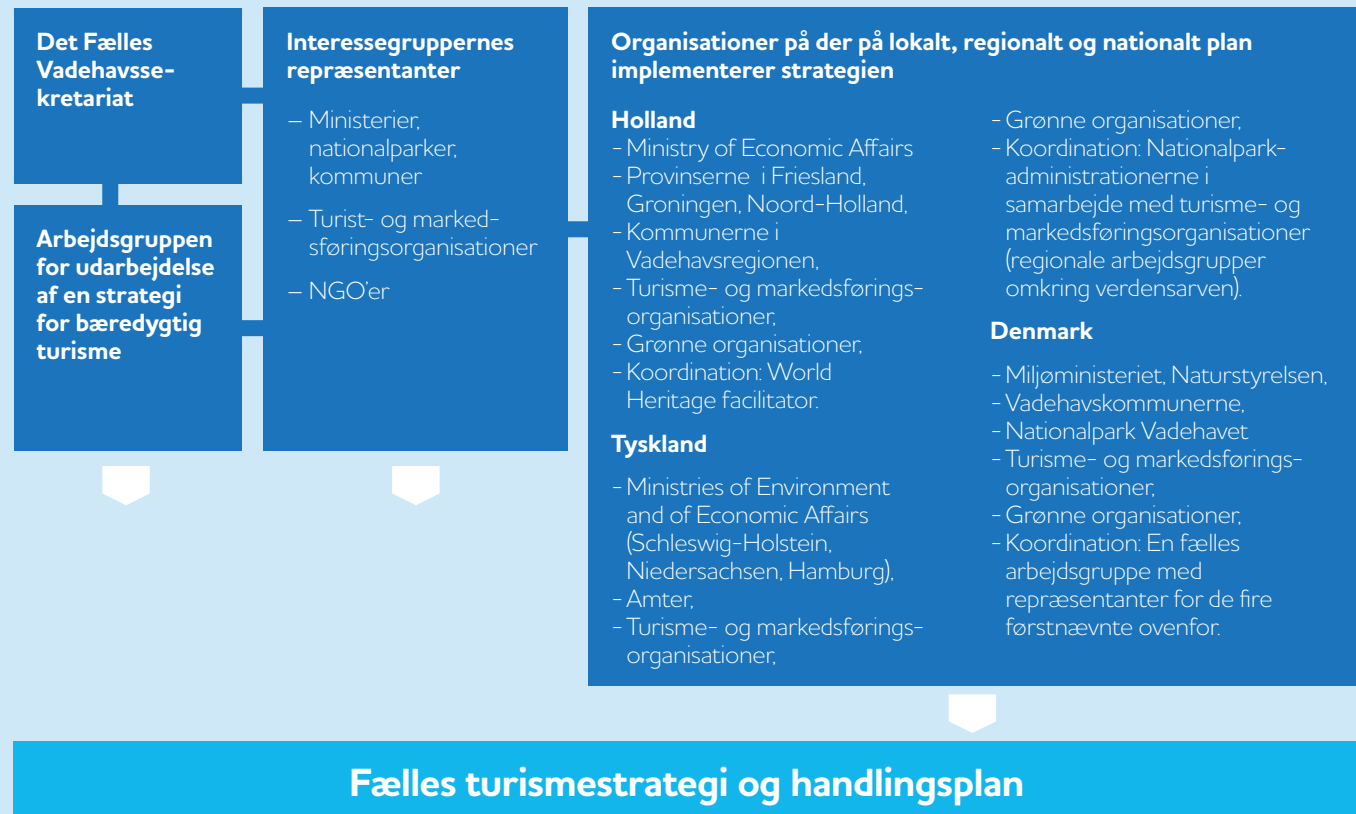 Det Fælles
Vadehavsse-
kretariat
Arbejdsgruppen
for udarbejdelse
af en strategi
for bæredygtig
turisme
Interessegruppernes
repræsentanter
– Ministerier,
nationalparker,
kommuner
– Turist- og marked-
sføringsorganisationer
– NGO'er
Organisationer på der på lokalt, regionalt og nationalt plan
implementerer strategien
Holland
- Ministry of Economic Affairs
- Provinserne i Friesland,
Groningen, Noord-Holland,
- Kommunerne i
Vadehavsregionen,
- Turisme- og markedsførings-
organisationer,
- Grønne organisationer,
- Koordination: World
Heritage facilitator.
Tyskland
- Ministries of Environment
and of Economic Affairs
(Schleswig-Holstein,
Niedersachsen, Hamburg),
- Amter,
- Turisme- og markedsførings-
organisationer,
- Grønne organisationer,
- Koordination: Nationalpark-
administrationerne i
samarbejde med turisme- og
markedsføringsorganisationer
(regionale arbejdsgrupper
omkring verdensarven).
Denmark
- Miljøministeriet, Naturstyrelsen,
- Vadehavskommunerne,
- Nationalpark Vadehavet
- Turisme- og markedsførings-
organisationer,
- Grønne organisationer,
- Koordination: En fælles
arbejdsgruppe med
repræsentanter for de fire
førstnævnte ovenfor.
Fælles turismestrategi og handlingsplan